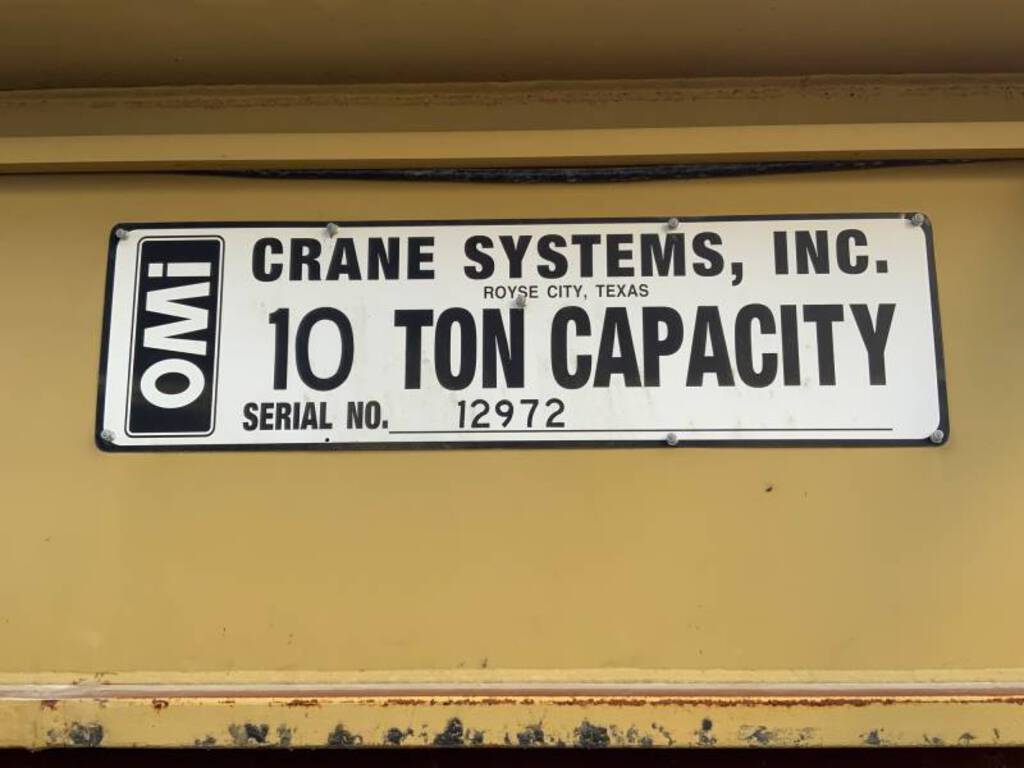 OMi
CRANE SYSTEMS, INC.
ROYSE CITY, TEXAS
10 TON CAPACITY
SERIAL NO. 12972